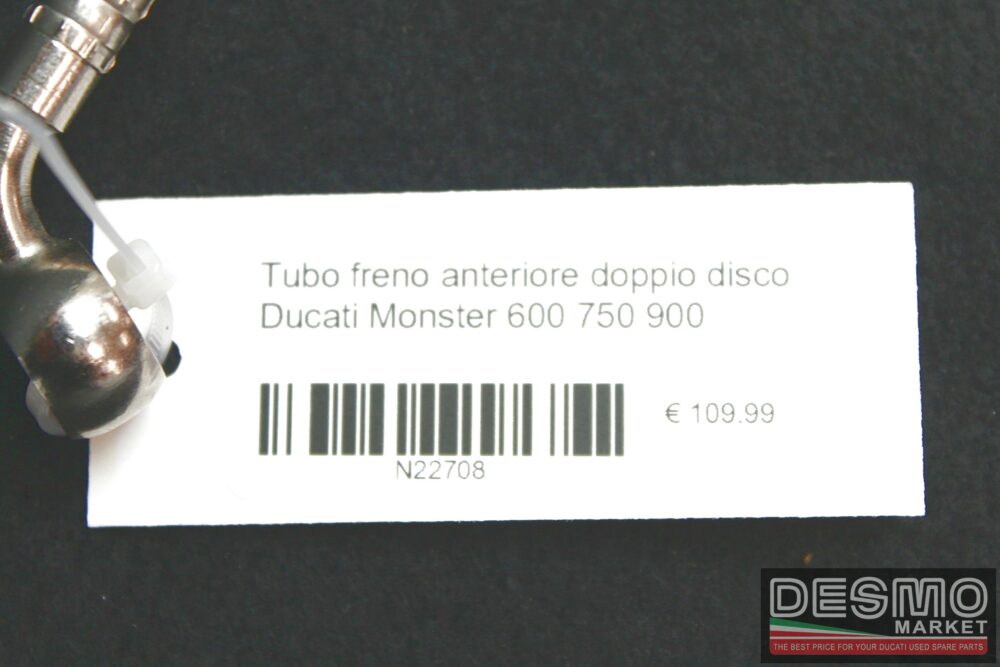 Tubo freno anteriore doppio disco
Ducati Monster 600 750 900
€ 109.99
N22708
DESMO
MARKET
THE BEST PRICE FOR YOUR DUCATI USED SPARE PARTS